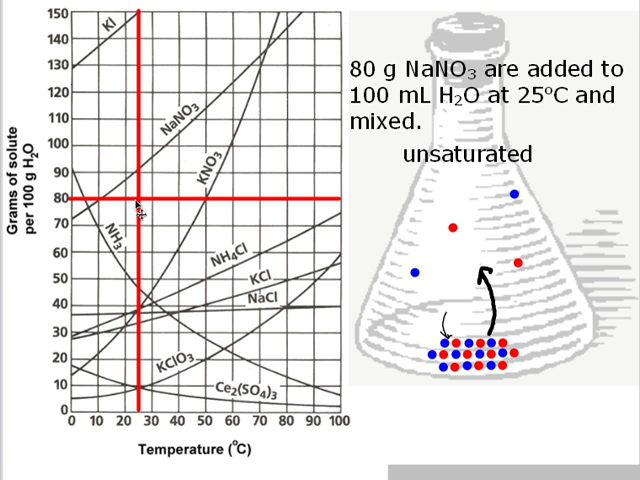 150
140
130
120
110
100
90
80
70
60
50
40
30
20
10
0
0 10 20 30 40 50 60 70 80 90 100
Grams of solute
per 100 g H₂O
Temperature (°C)
KI
NaNO₃
KNO₃
NH₃
NH₄Cl
KCl
NaCl
KClO₃
Ce₂(SO₄)₃
80 g NaNO₃ are added to
100 mL H₂O at 25ºC and
mixed.
unsaturated